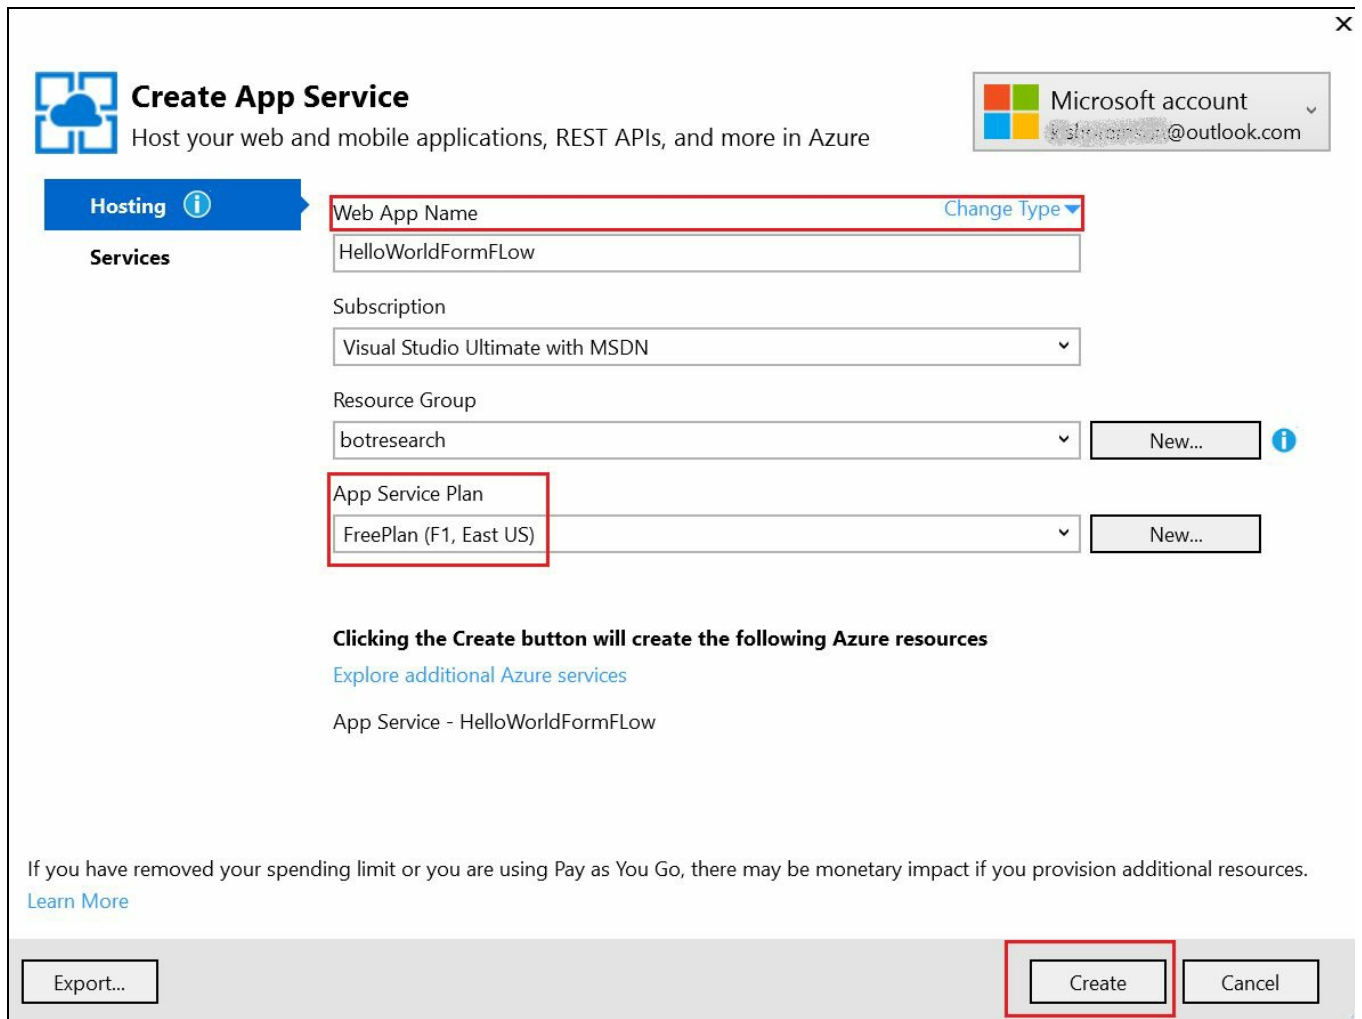 Create App Service
Host your web and mobile applications, REST APIs, and more in Azure
Microsoft account
@outlook.com
Hosting
Services
Web App Name
Change Type
HelloWorldFormFLow
Subscription
Visual Studio Ultimate with MSDN
Resource Group
botresearch
New...
App Service Plan
FreePlan (F1, East US)
New...
Clicking the Create button will create the following Azure resources
Explore additional Azure services
App Service - HelloWorldFormFLow
If you have removed your spending limit or you are using Pay as You Go, there may be monetary impact if you provision additional resources.
Learn More
Export...
Create
Cancel